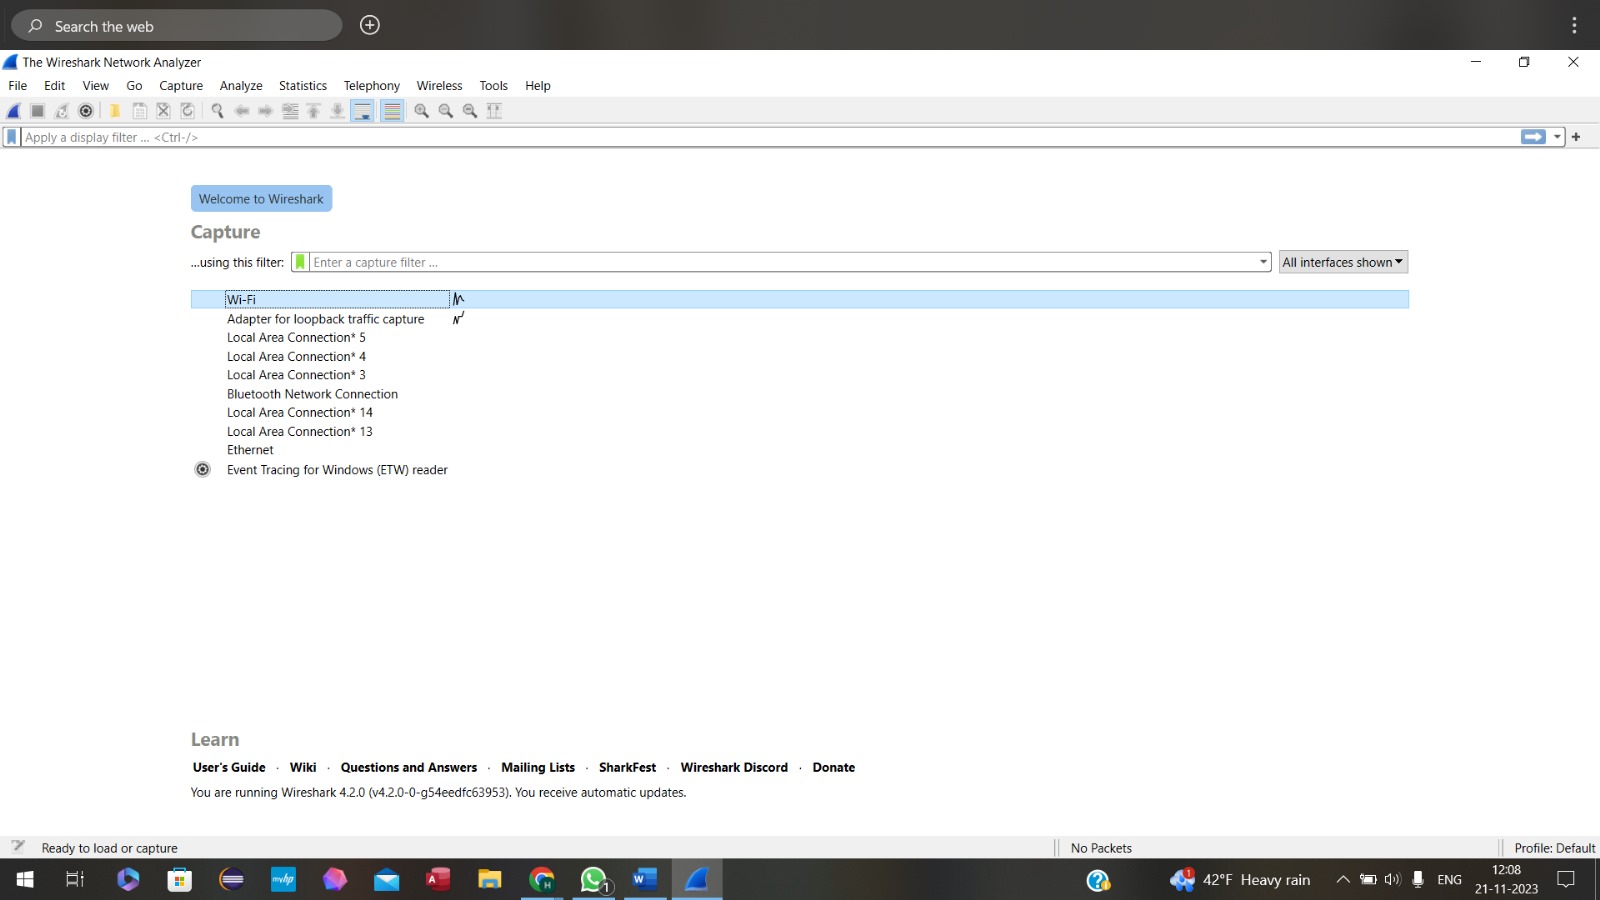 Search the web
The Wireshark Network Analyzer
File Edit View Go Capture Analyze Statistics Telephony Wireless Tools Help
Apply a display filter ... <Ctrl-/>
Welcome to Wireshark
Capture
...using this filter: Enter a capture filter ... All interfaces shown
Wi-Fi
Adapter for loopback traffic capture
Local Area Connection* 5
Local Area Connection* 4
Local Area Connection* 3
Bluetooth Network Connection
Local Area Connection* 14
Local Area Connection* 13
Ethernet
Event Tracing for Windows (ETW) reader
Learn
User's Guide · Wiki · Questions and Answers · Mailing Lists · SharkFest · Wireshark Discord · Donate
You are running Wireshark 4.2.0 (v4.2.0-0-g54eedfc63953). You receive automatic updates.
Ready to load or capture No Packets Profile: Default
myhp A H 1 W ? 1 42°F Heavy rain ENG 12:08
21-11-2023